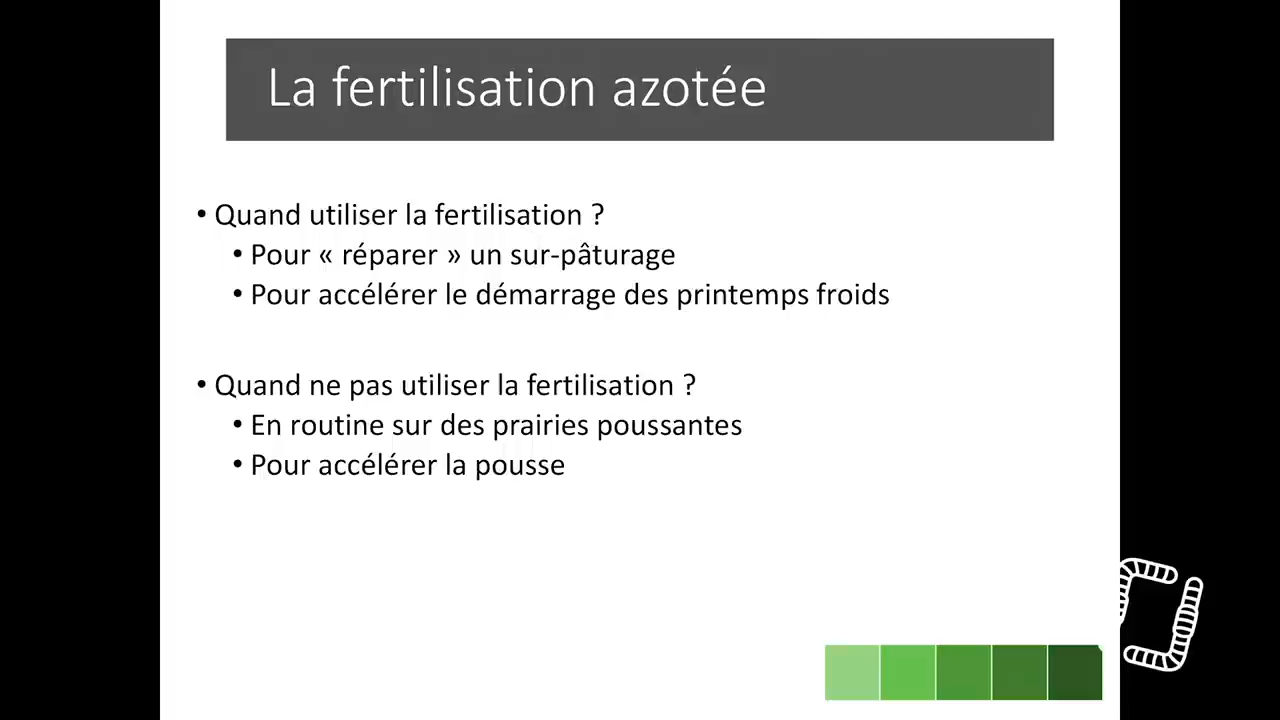 La fertilisation azotée
• Quand utiliser la fertilisation ?
• Pour « réparer » un sur-pâturage
• Pour accélérer le démarrage des printemps froids
• Quand ne pas utiliser la fertilisation ?
• En routine sur des prairies poussantes
• Pour accélérer la pousse